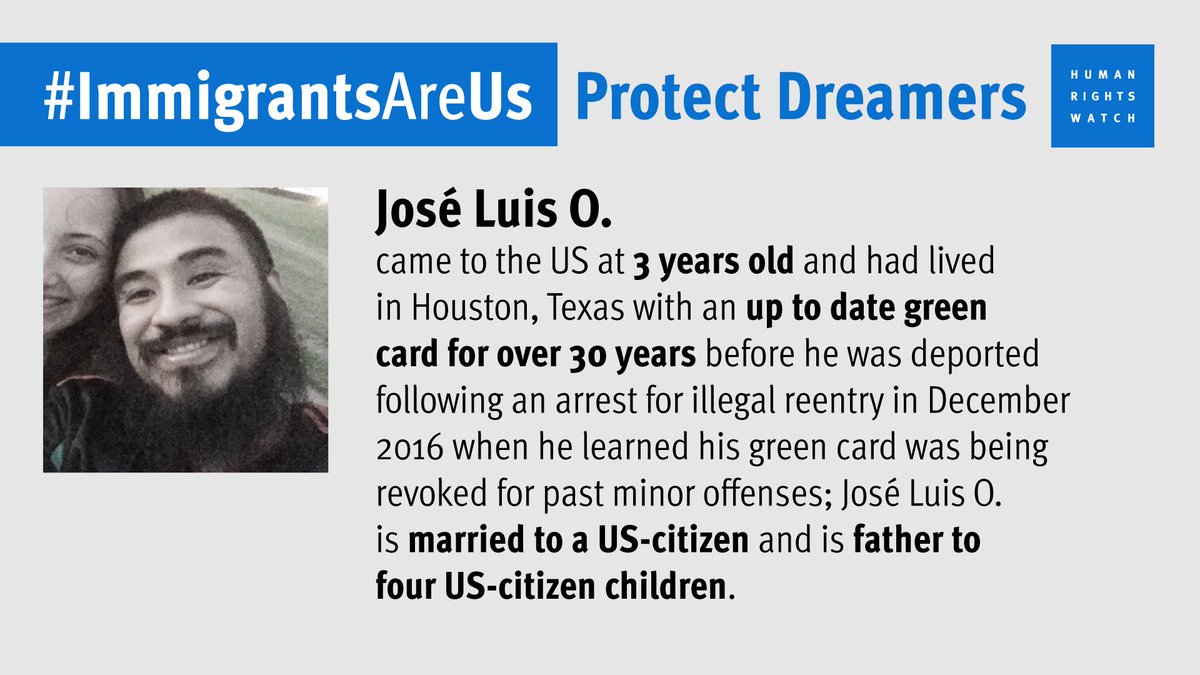 #ImmigrantsAreUs Protect Dreamers
HUMAN
RIGHTS
WATCH
José Luis O.
came to the US at 3 years old and had lived
in Houston, Texas with an up to date green
card for over 30 years before he was deported
following an arrest for illegal reentry in December
2016 when he learned his green card was being
revoked for past minor offenses; José Luis O.
is married to a US-citizen and is father to
four US-citizen children.